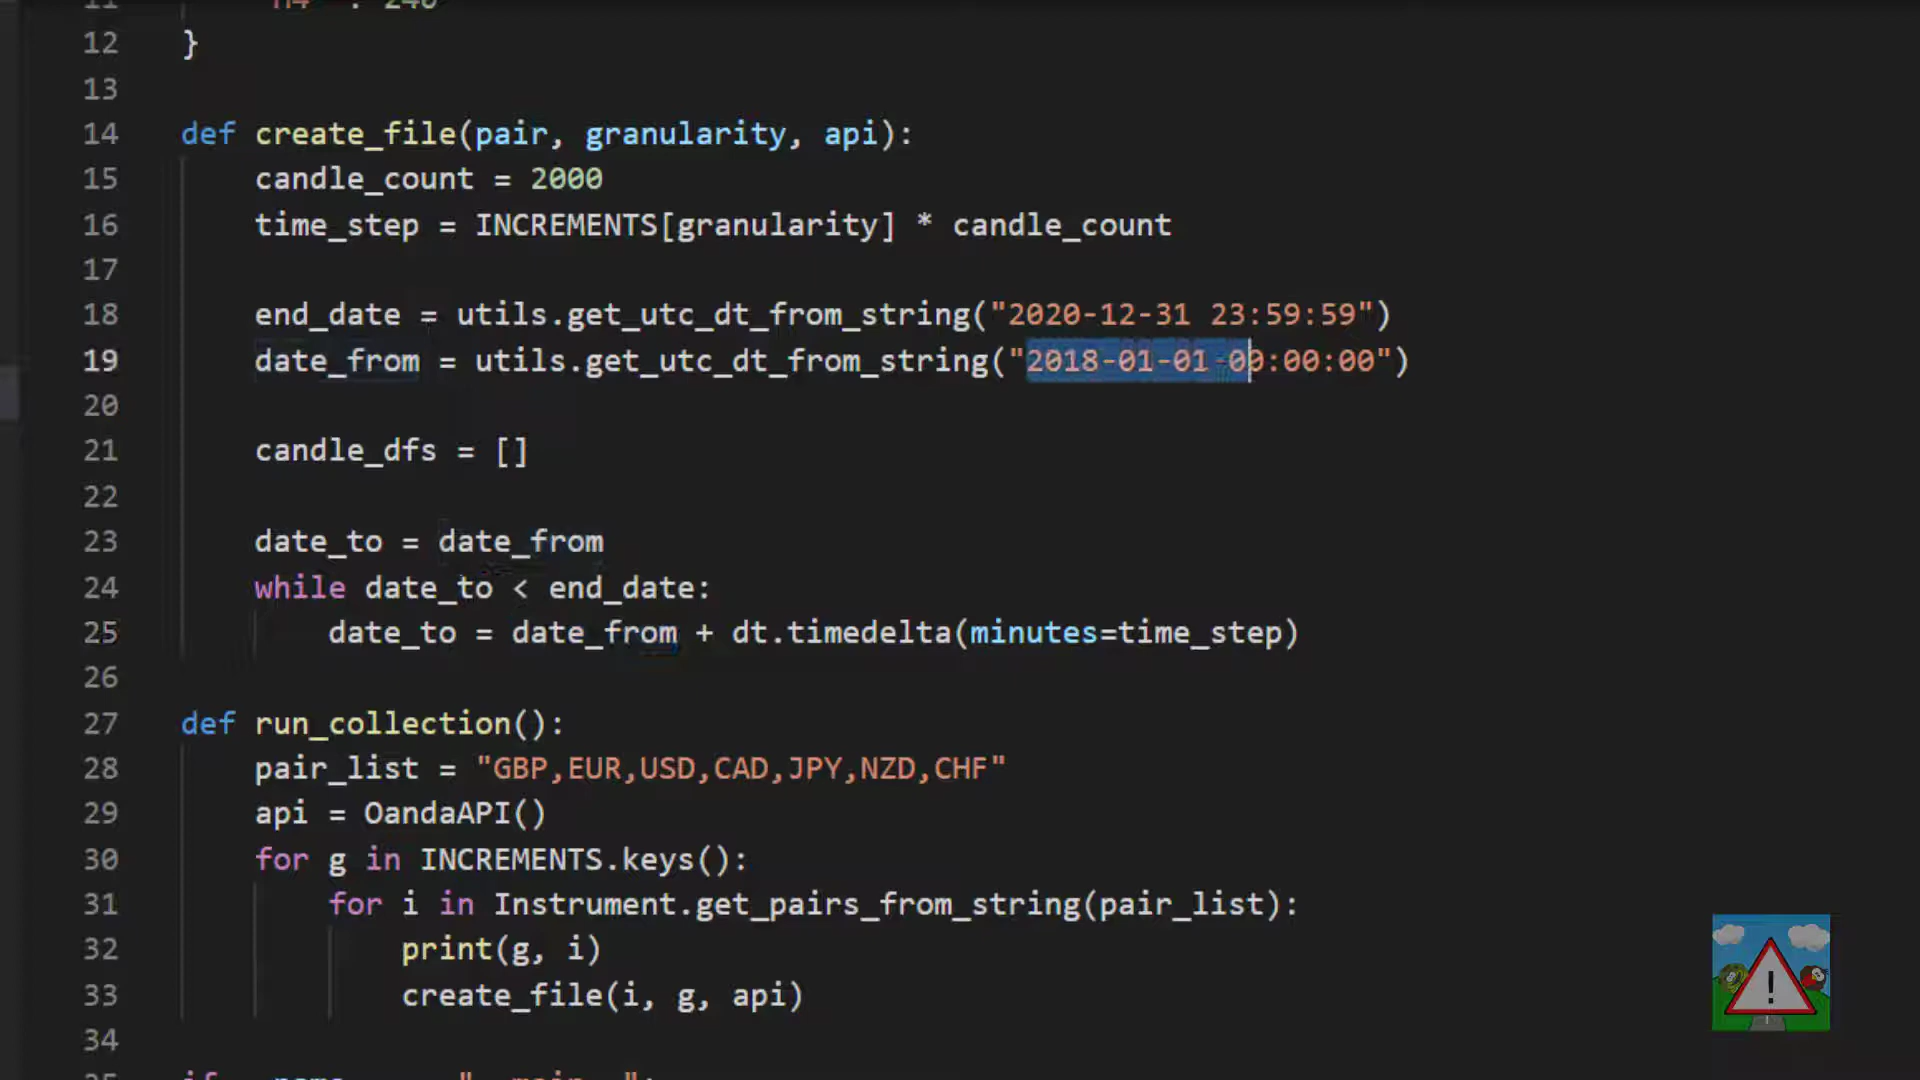 12 }
13
14 def create_file(pair, granularity, api):
15 candle_count = 2000
16 time_step = INCREMENTS[granularity] * candle_count
17
18 end_date = utils.get_utc_dt_from_string("2020-12-31 23:59:59")
19 date_from = utils.get_utc_dt_from_string("2018-01-01 00:00:00")
20
21 candle_dfs = []
22
23 date_to = date_from
24 while date_to < end_date:
25 date_to = date_from + dt.timedelta(minutes=time_step)
26
27 def run_collection():
28 pair_list = "GBP,EUR,USD,CAD,JPY,NZD,CHF"
29 api = OandaAPI()
30 for g in INCREMENTS.keys():
31 for i in Instrument.get_pairs_from_string(pair_list):
32 print(g, i)
33 create_file(i, g, api)
34
!